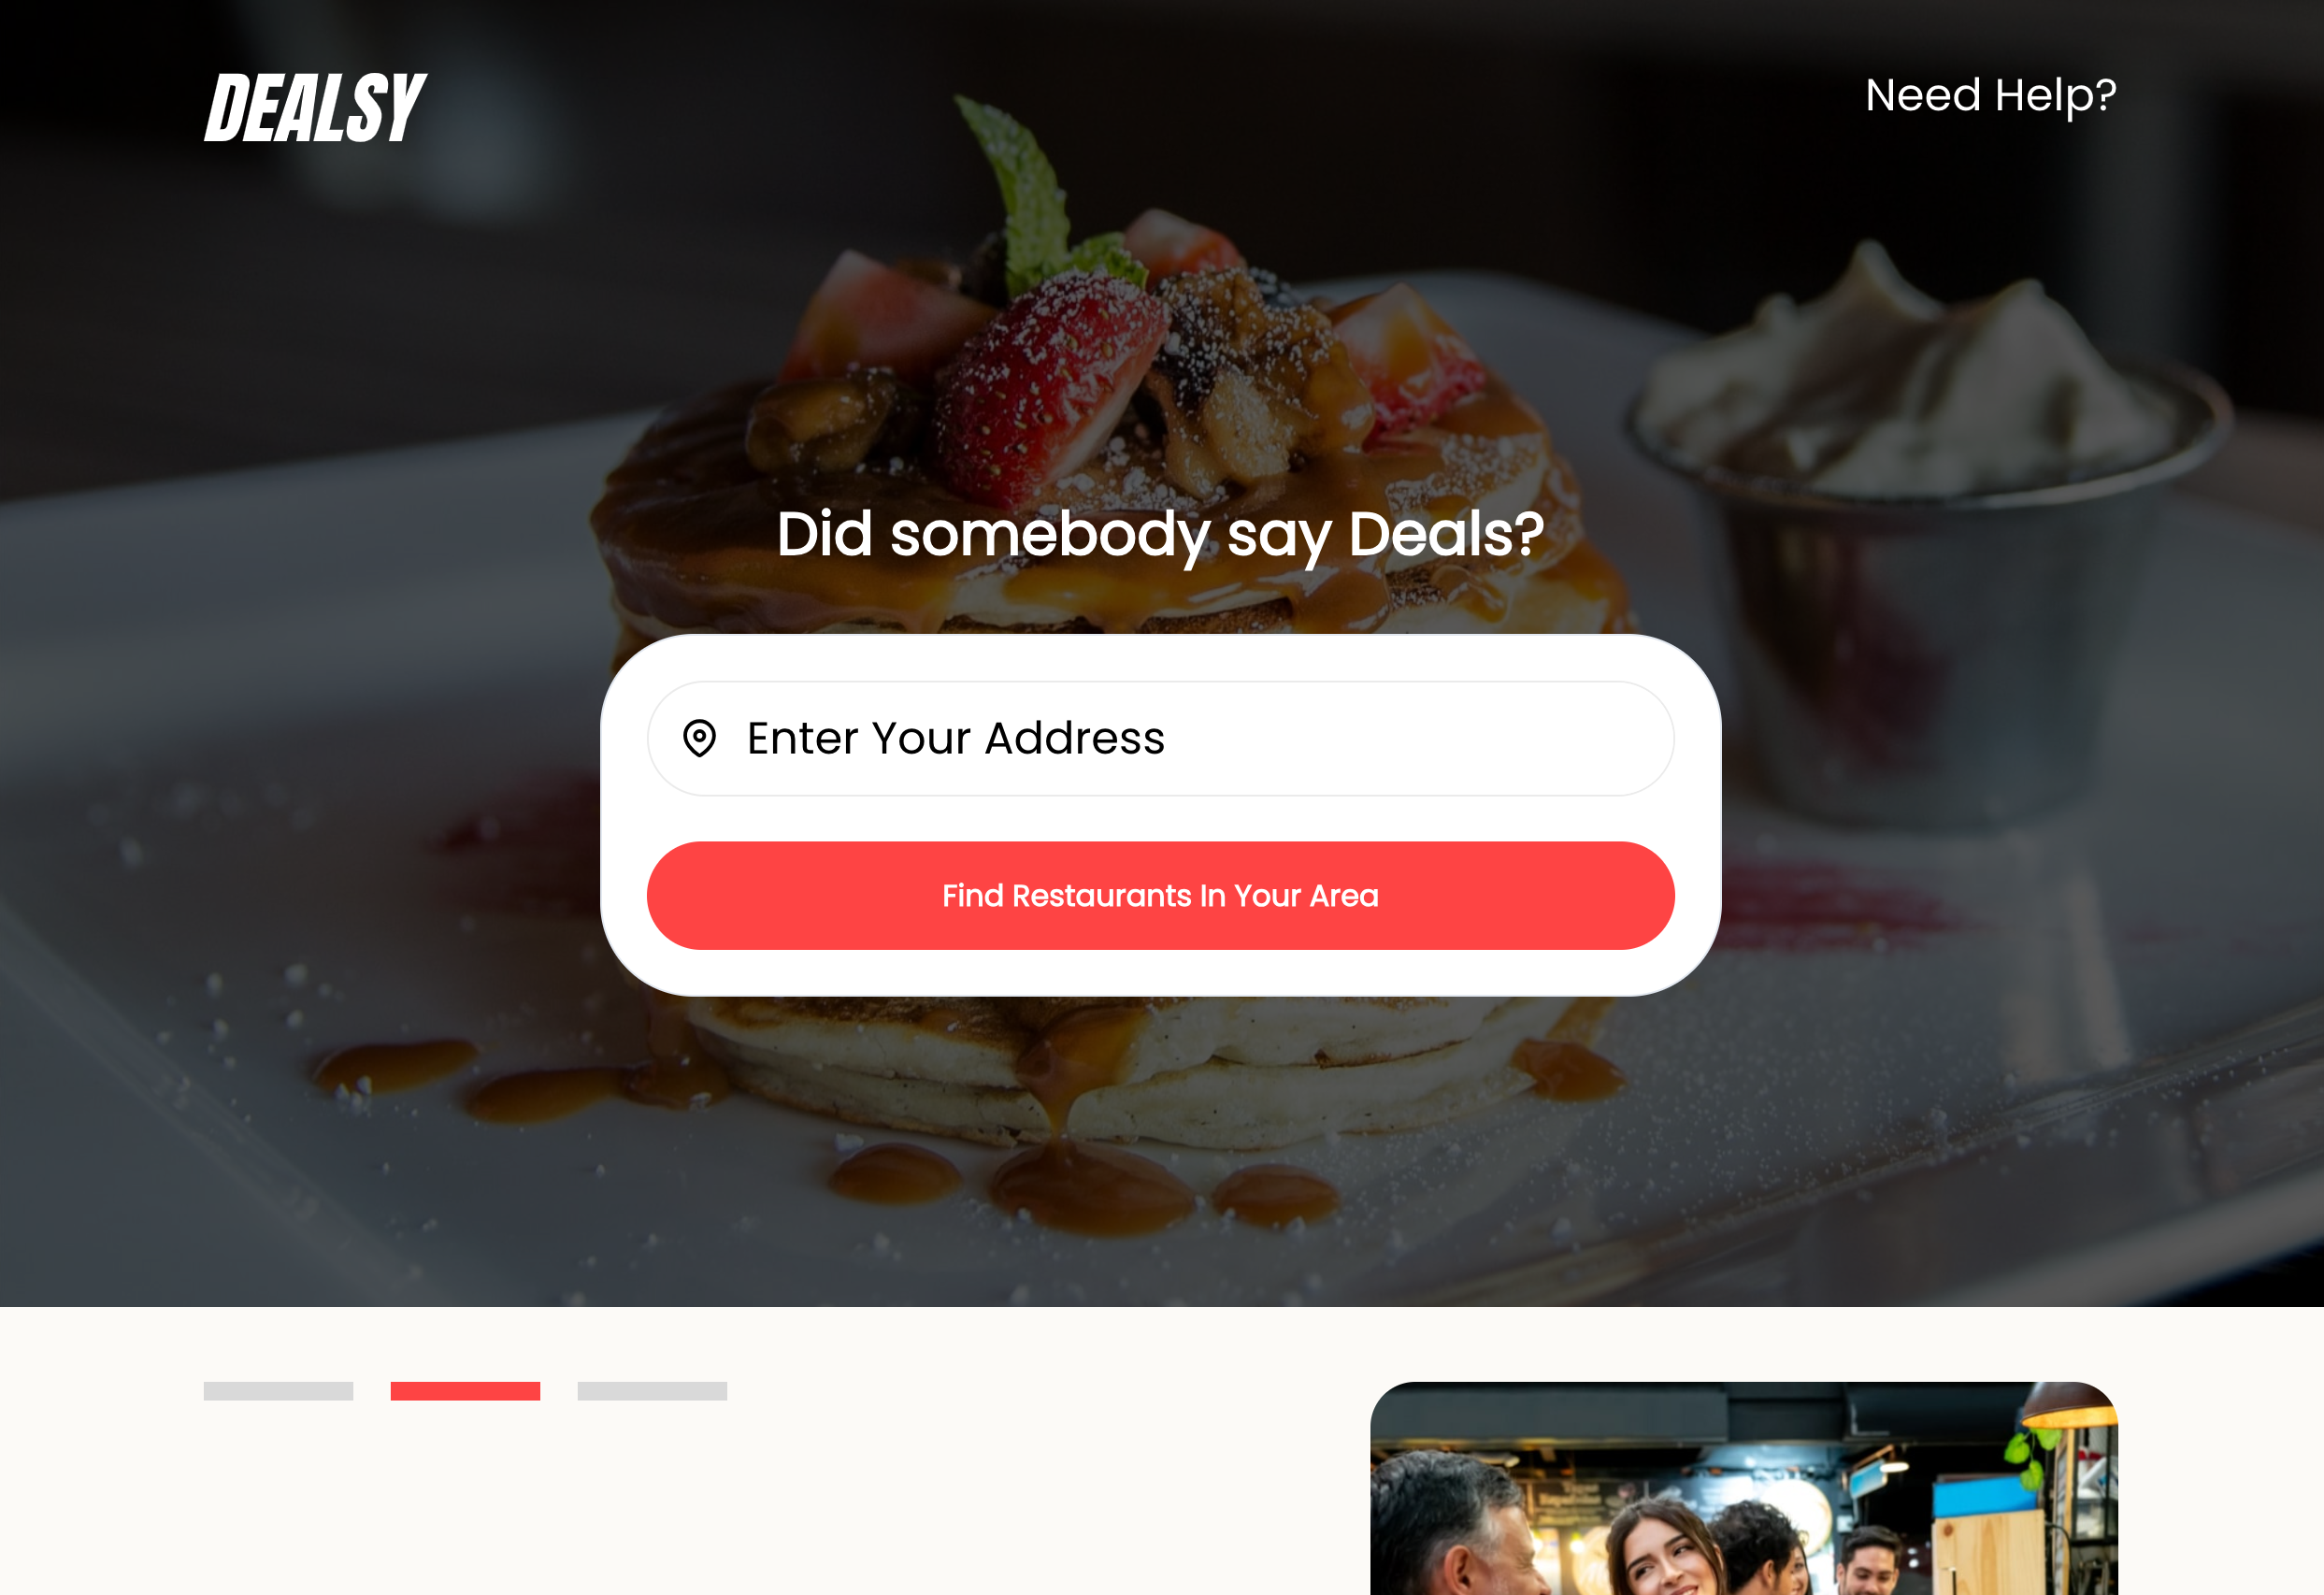 DEALSY
Need Help?
Did somebody say Deals?
Enter Your Address
Find Restaurants In Your Area